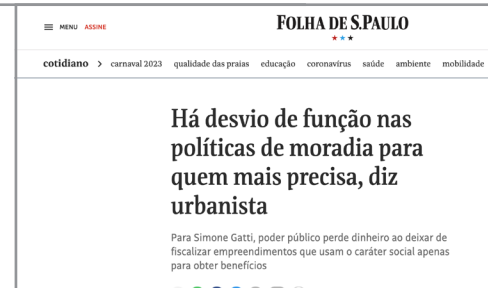 MENU ASSINE
FOLHA DE S.PAULO
cotidiano > carnaval 2023 qualidade das praias educação coronavírus saúde ambiente mobilidade
Há desvio de função nas
políticas de moradia para
quem mais precisa, diz
urbanista
Para Simone Gatti, poder público perde dinheiro ao deixar de
fiscalizar empreendimentos que usam o caráter social apenas
para obter benefícios